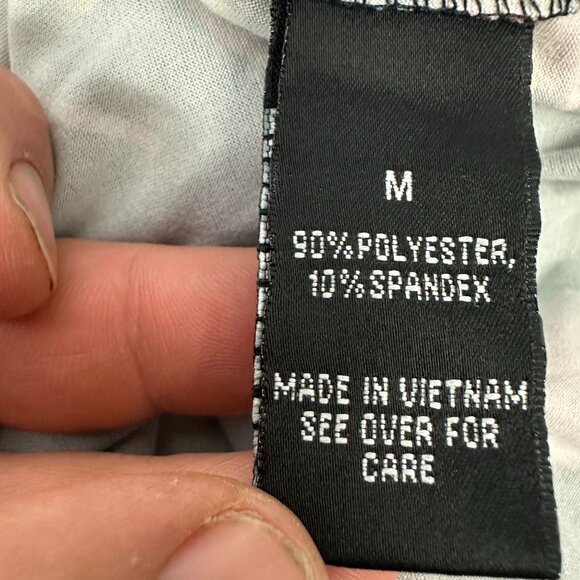 M
90%POLYESTER,
10%SPANDEX
MADE IN VIETNAM
SEE OVER FOR
CARE